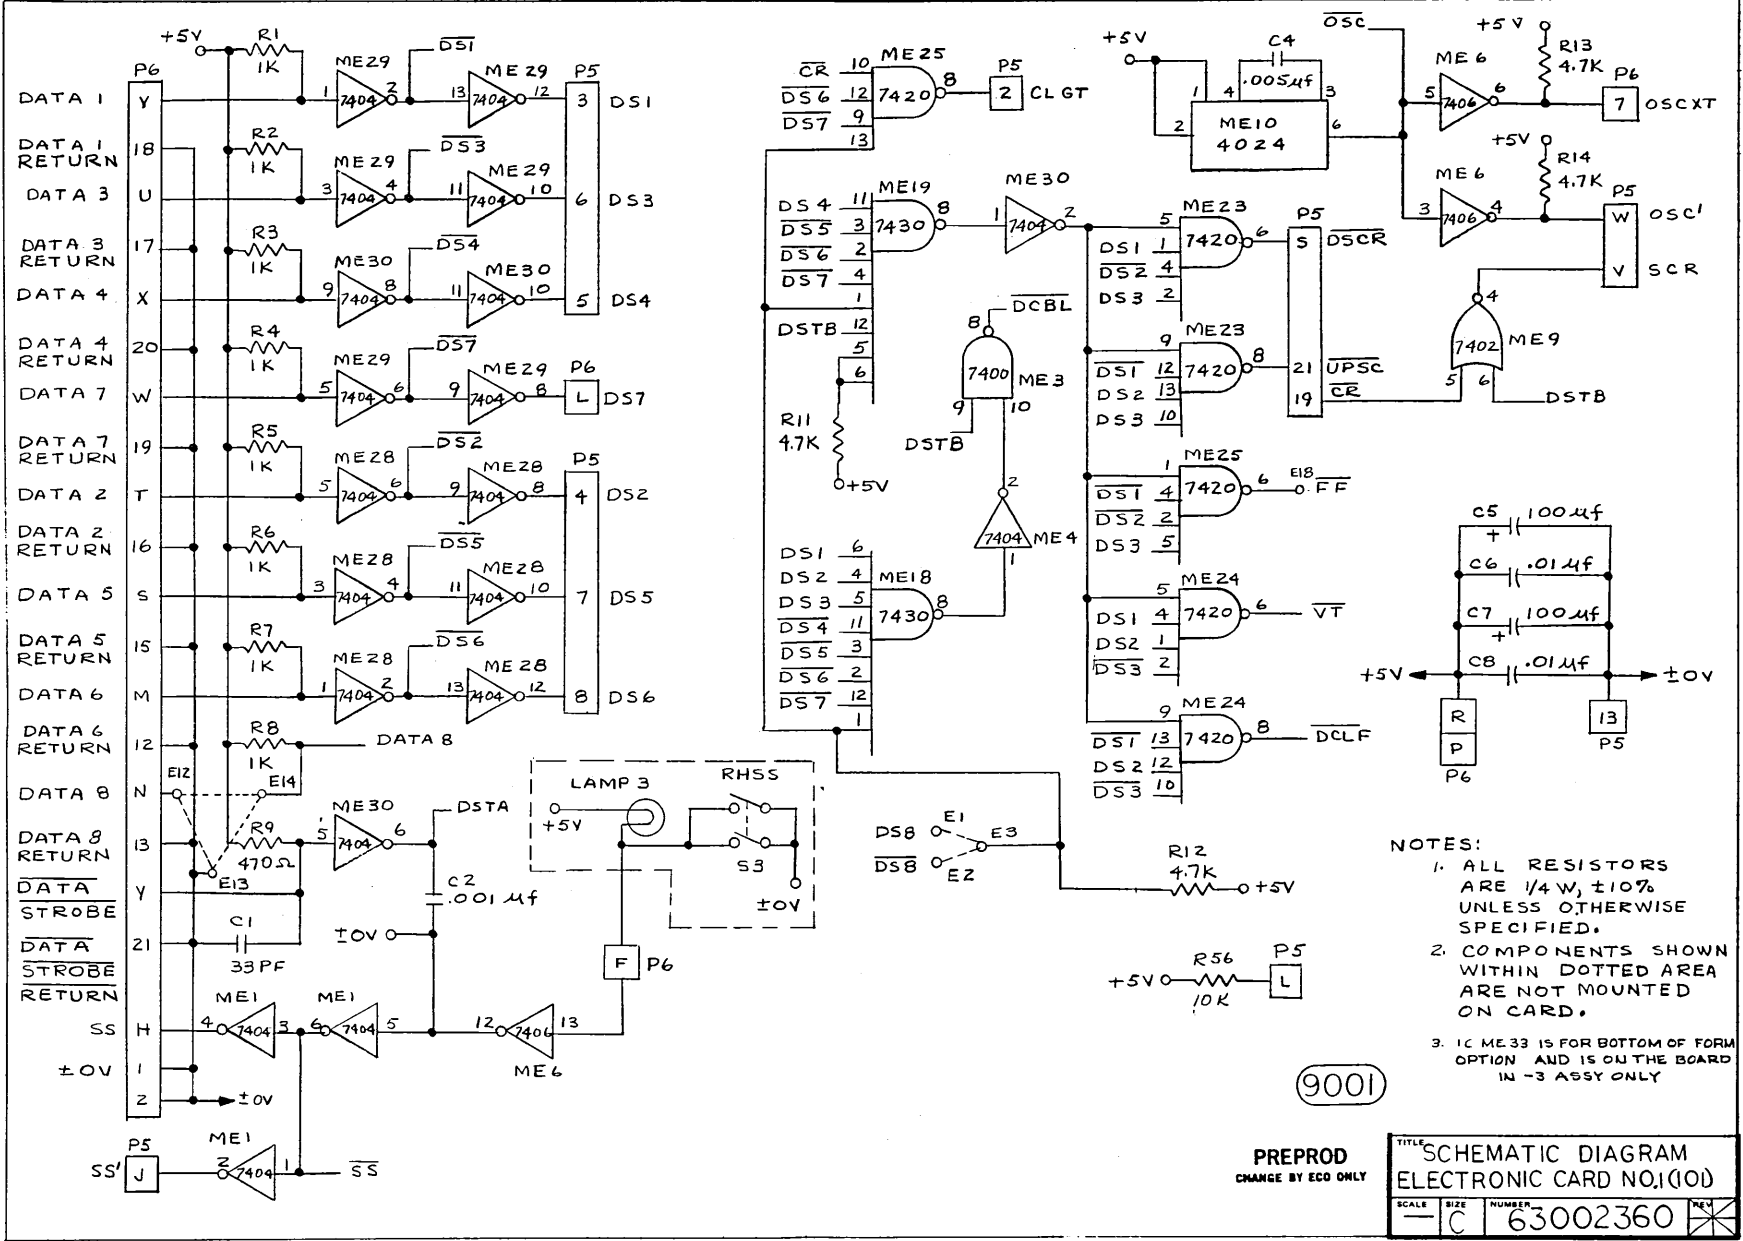 +5V R1 1K
P6
DATA 1 Y 1 7404 2 ME29 DS1 13 7404 12 ME29 P5 3 DS1
DATA 1 RETURN 18 R2 1K
DATA 3 U 3 7404 4 ME29 DS3 11 7404 10 ME29 6 DS3
DATA 3 RETURN 17 R3 1K
DATA 4 X 9 7404 8 ME30 DS4 11 7404 10 ME30 5 DS4
DATA 4 RETURN 20 R4 1K
DATA 7 W 5 7404 6 ME29 DS7 9 7404 8 ME29 P6 L DS7
DATA 7 RETURN 19 R5 1K
DATA 2 T 5 7404 6 ME28 DS2 9 7404 8 ME28 P5 4 DS2
DATA 2 RETURN 16 R6 1K
DATA 5 S 3 7404 4 ME28 DS5 11 7404 10 ME28 7 DS5
DATA 5 RETURN 15 R7 1K
DATA 6 M 1 7404 2 ME28 DS6 13 7404 12 ME28 8 DS6
DATA 6 RETURN 12 R8 1K DATA 8
DATA 8 N E12 E14
DATA 8 RETURN 13 R9 470Ω 5 7404 6 ME30 DSTA
E13
DATA STROBE Y
C2 .001 µf
DATA STROBE RETURN 21 C1 33PF
±0V
SS H 4 7404 3 ME1 6 7404 5 ME1 12 7406 13 ME6
±0V 1
2 ±0V
P5
SS' J 2 7404 1 ME1 SS
LAMP 3 RHSS
+5V S3
±0V
F P6
CR 10 ME25
DS6 12 7420 8 P5 2 CLGT
DS7 9
13
DS4 11 ME19
DS5 3 7430 8
DS6 2
DS7 4
1
DSTB 12
5
6
R11 4.7K
+5V
ME30 1 7404 2
DCBL
8
7400 ME3
9 10
DSTB
2
7404 ME4
1
DS1 6
DS2 4 ME18
DS3 5 7430 8
DS4 11
DS5 3
DS6 2
DS7 12
1
5 ME23
DS1 1 7420 6 P5 S DSCR
DS2 4
DS3 2
9 ME23
DS1 12 7420 8 21 UPSC
DS2 13
DS3 10
19 CR
1 ME25
DS1 4 7420 6 E18 FF
DS2 2
DS3 5
5 ME24
DS1 4 7420 6 VT
DS2 1
DS3 2
9 ME24
DS1 13 7420 8 DCLF
DS2 12
DS3 10
DS8 E1
E3
DS8 E2
R12 4.7K +5V
+5V R56 10K P5 L
+5V C4 .005µf
1 4 3
2 ME10 4024 6
OSC
+5V R13 4.7K
5 7406 6 ME6 P6 7 OSCXT
+5V R14 4.7K
3 7406 4 ME6 P5 W OSC'
V SCR
4
7402 ME9
5 6
DSTB
C5 100 µf
+
C6 .01 µf
C7 100 µf
+
C8 .01 µf
+5V ±0V
R
P
P6
13
P5
NOTES:
1. ALL RESISTORS
ARE 1/4 W, ±10%
UNLESS OTHERWISE
SPECIFIED.
2. COMPONENTS SHOWN
WITHIN DOTTED AREA
ARE NOT MOUNTED
ON CARD.
3. IC ME33 IS FOR BOTTOM OF FORM
OPTION AND IS ON THE BOARD
IN -3 ASSY ONLY
9001
PREPROD
CHANGE BY ECO ONLY
TITLE SCHEMATIC DIAGRAM
ELECTRONIC CARD NO.1(101)
SCALE — SIZE C NUMBER 63002360 REV